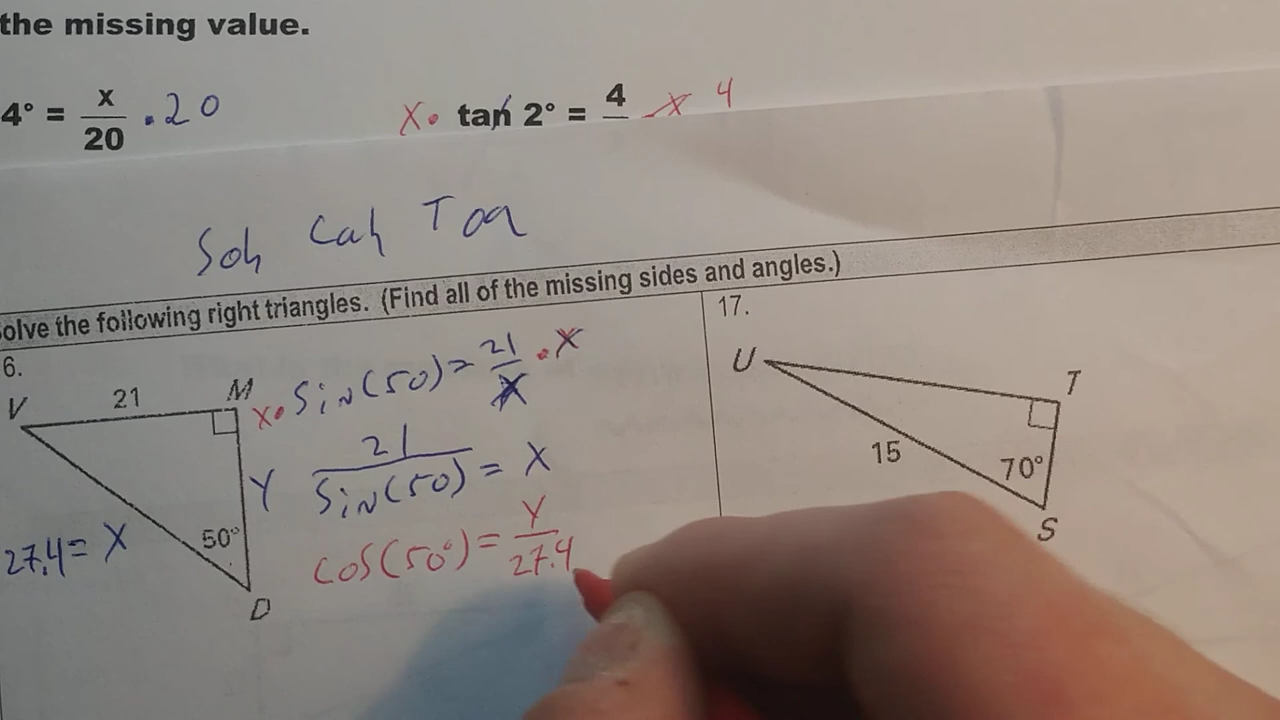 the missing value.
4° = x/20 . 20
x • tan 2° = 4 x 4
Soh Cah Toa
olve the following right triangles. (Find all of the missing sides and angles.)
6.
V 21 M
x • Sin(50) = 21/x • x
21/Sin(50) = X
Y
27.4 = X
50°
D
cos(50°) = Y/27.4
17.
U
T
15
70°
S